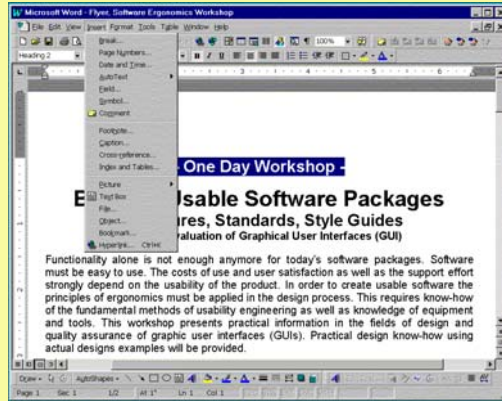 Microsoft Word - Flyer, Software Ergonomics Workshop
File Edit View Insert Format Tools Table Window Help
100%
Heading 2
Break...
Page Numbers...
Date and Time...
AutoText
Field...
Symbol...
Comment
Footnote...
Caption...
Cross-reference...
Index and Tables...
Picture
Text Box
File...
Object...
Bookmark...
Hyperlink... Ctrl+K
One Day Workshop -
Usable Software Packages
Standards, Style Guides
of Graphical User Interfaces (GUI)
Functionality alone is not enough anymore for today's software packages. Software
must be easy to use. The costs of use and user satisfaction as well as the support effort
strongly depend on the usability of the product. In order to create usable software the
principles of ergonomics must be applied in the design process. This requires know-how
of the fundamental methods of usability engineering as well as knowledge of equipment
and tools. This workshop presents practical information in the fields of design and
quality assurance of graphic user interfaces (GUIs). Practical design know-how using
actual designs examples will be provided.
Draw AutoShapes
Page 1 Sec 1 1/2 At 1" Ln 1 Col 1